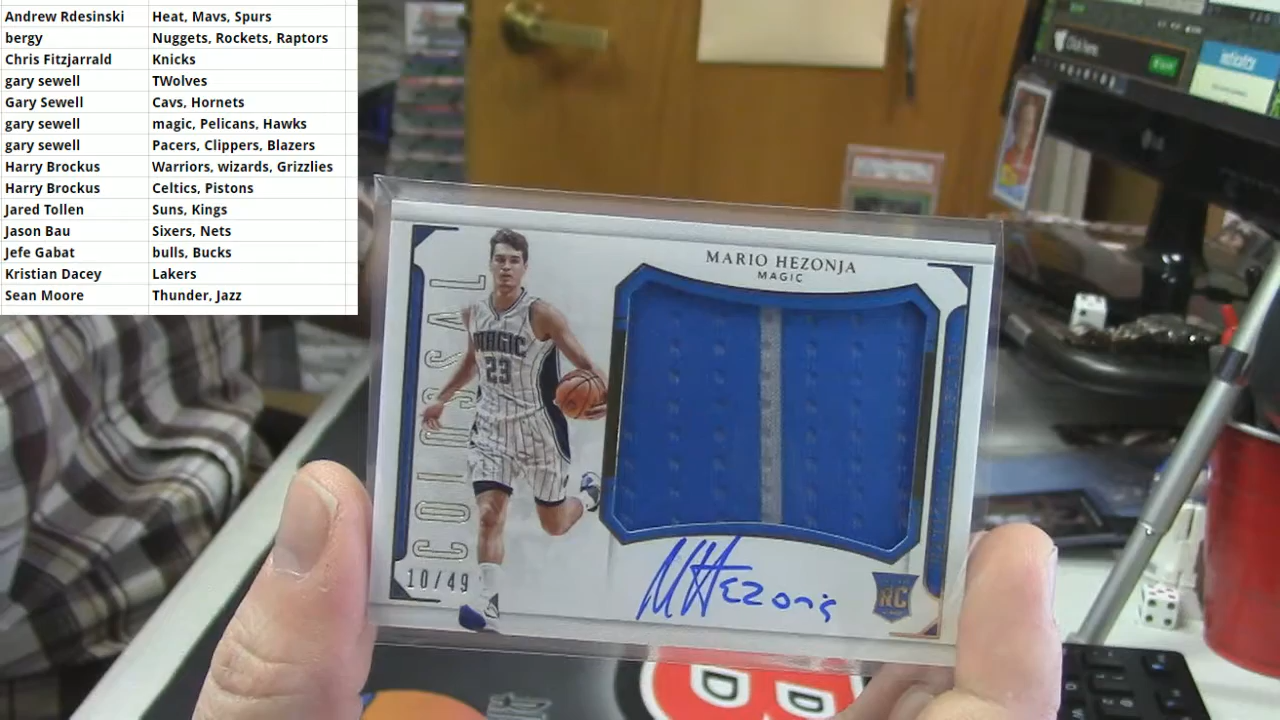 Andrew Rdesinski Heat, Mavs, Spurs
bergy Nuggets, Rockets, Raptors
Chris Fitzjarrald Knicks
gary sewell TWolves
Gary Sewell Cavs, Hornets
gary sewell magic, Pelicans, Hawks
gary sewell Pacers, Clippers, Blazers
Harry Brockus Warriors, wizards, Grizzlies
Harry Brockus Celtics, Pistons
Jared Tollen Suns, Kings
Jason Bau Sixers, Nets
Jefe Gabat bulls, Bucks
Kristian Dacey Lakers
Sean Moore Thunder, Jazz
MARIO HEZONJA
MAGIC
COLOSSAL
MAGIC
23
10/49
MHezonja
RC